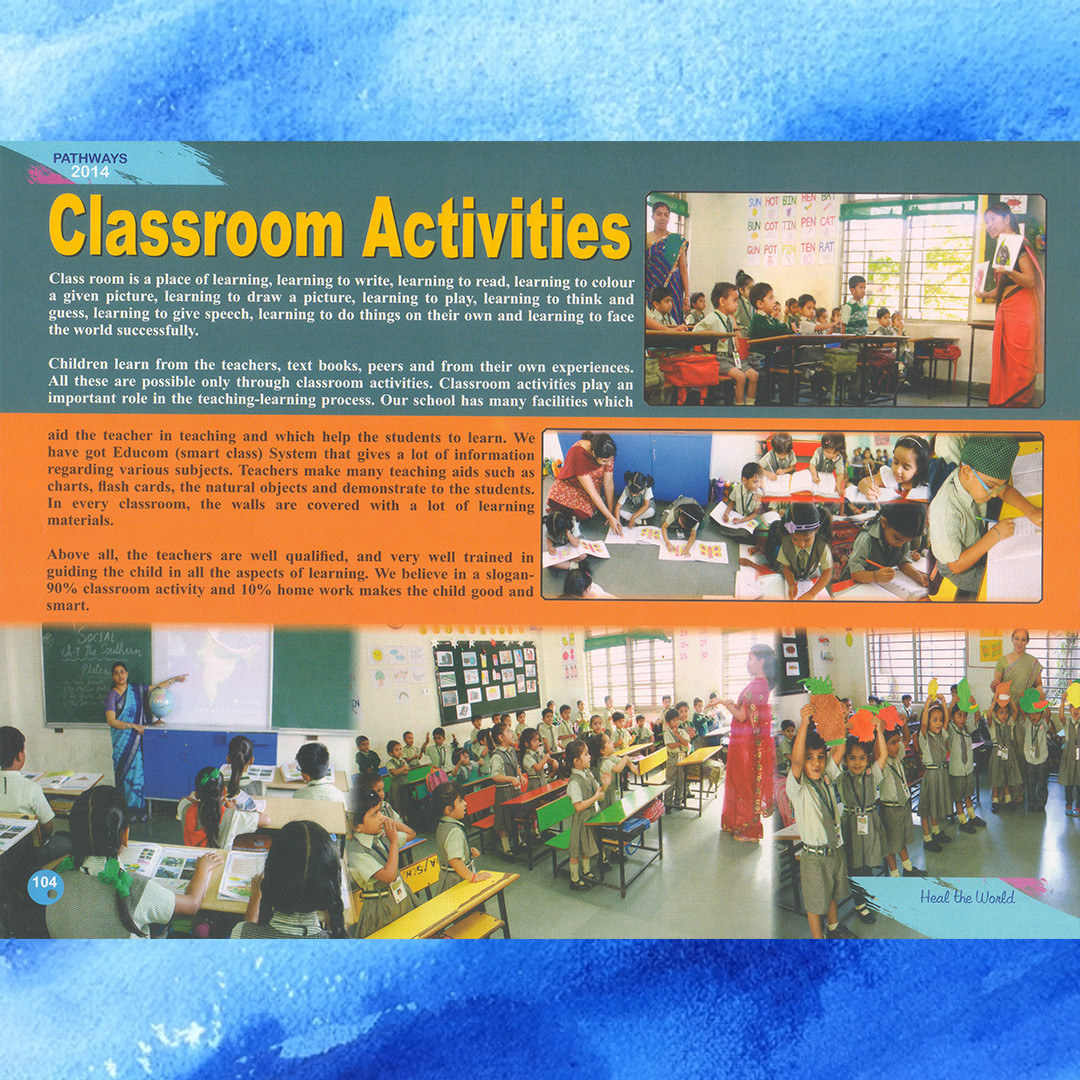 PATHWAYS
2014
Classroom Activities
Class room is a place of learning, learning to write, learning to read, learning to colour
a given picture, learning to draw a picture, learning to play, learning to think and
guess, learning to give speech, learning to do things on their own and learning to face
the world successfully.
Children learn from the teachers, text books, peers and from their own experiences.
All these are possible only through classroom activities. Classroom activities play an
important role in the teaching-learning process. Our school has many facilities which
aid the teacher in teaching and which help the students to learn. We
have got Educom (smart class) System that gives a lot of information
regarding various subjects. Teachers make many teaching aids such as
charts, flash cards, the natural objects and demonstrate to the students.
In every classroom, the walls are covered with a lot of learning
materials.
Above all, the teachers are well qualified, and very well trained in
guiding the child in all the aspects of learning. We believe in a slogan-
90% classroom activity and 10% home work makes the child good and
smart.
SUN HOT BIN HEN BAT
BUN COT TIN PEN CAT
GUN POT PIN TEN RAT
SOCIAL
Ch-7 The Southern
Plateau
104
Heal the World